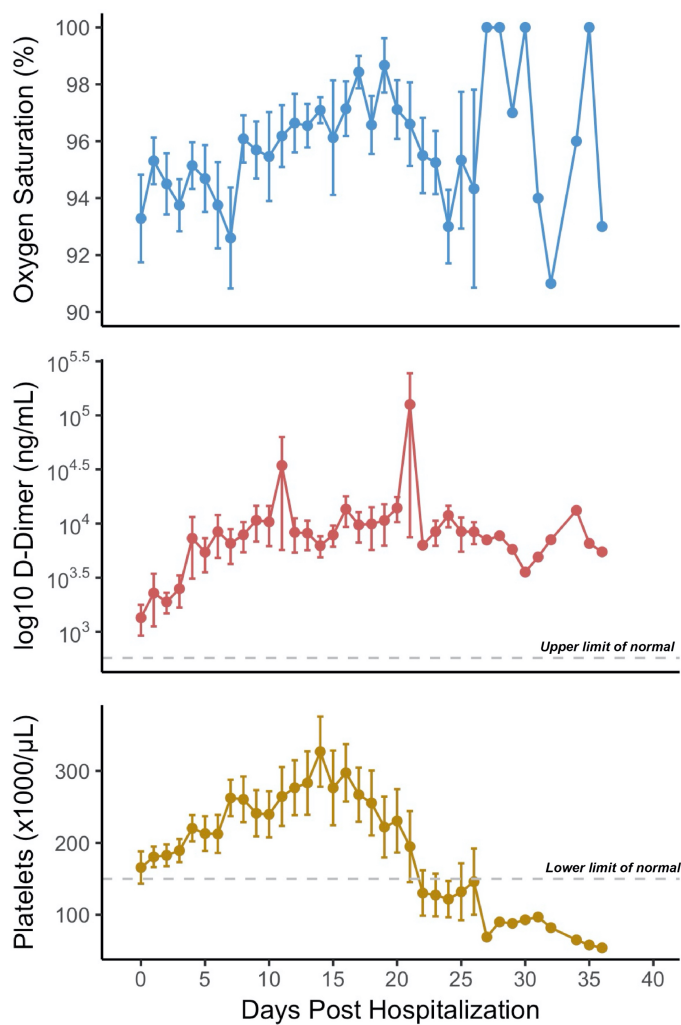 Oxygen Saturation (%)
100
98
96
94
92
90
log10 D-Dimer (ng/mL)
10^5.5
10^5
10^4.5
10^4
10^3.5
10^3
Upper limit of normal
Platelets (x1000/µL)
300
200
100
Lower limit of normal
0 5 10 15 20 25 30 35 40
Days Post Hospitalization